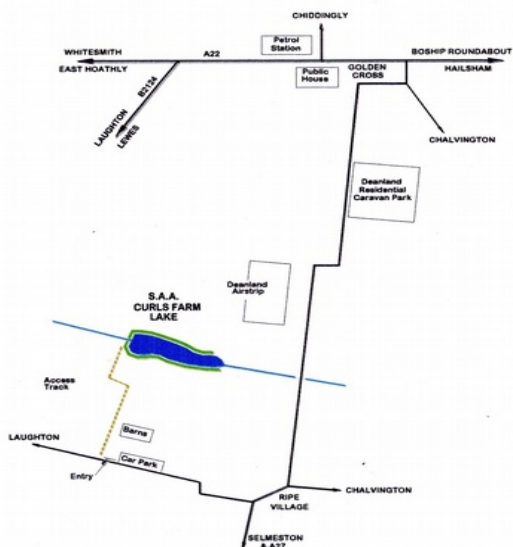 CHIDDINGLY
Petrol
Station
WHITESMITH
A22
BOSHIP ROUNDABOUT
EAST HOATHLY
Public
House
GOLDEN
CROSS
HAILSHAM
B2124
LAUGHTON
LEWES
CHALVINGTON
Deanland
Residential
Caravan Park
Deanland
Airstrip
S.A.A.
CURLS FARM
LAKE
Access
Track
Barns
LAUGHTON
Car Park
Entry
CHALVINGTON
RIPE
VILLAGE
SELMESTON
& A27